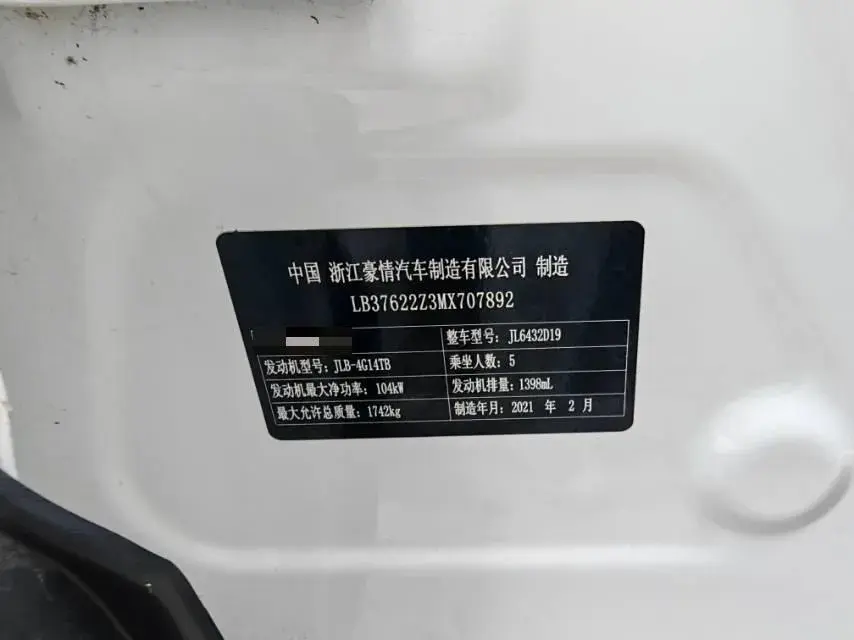 中国 浙江豪情汽车制造有限公司 制造
LB37622Z3MX707892
整车型号: JL6432D19
发动机型号: JLB-4G14TB 乘坐人数: 5
发动机最大净功率: 104kW 发动机排量: 1398mL
最大允许总质量: 1742kg 制造年月: 2021 年 2 月